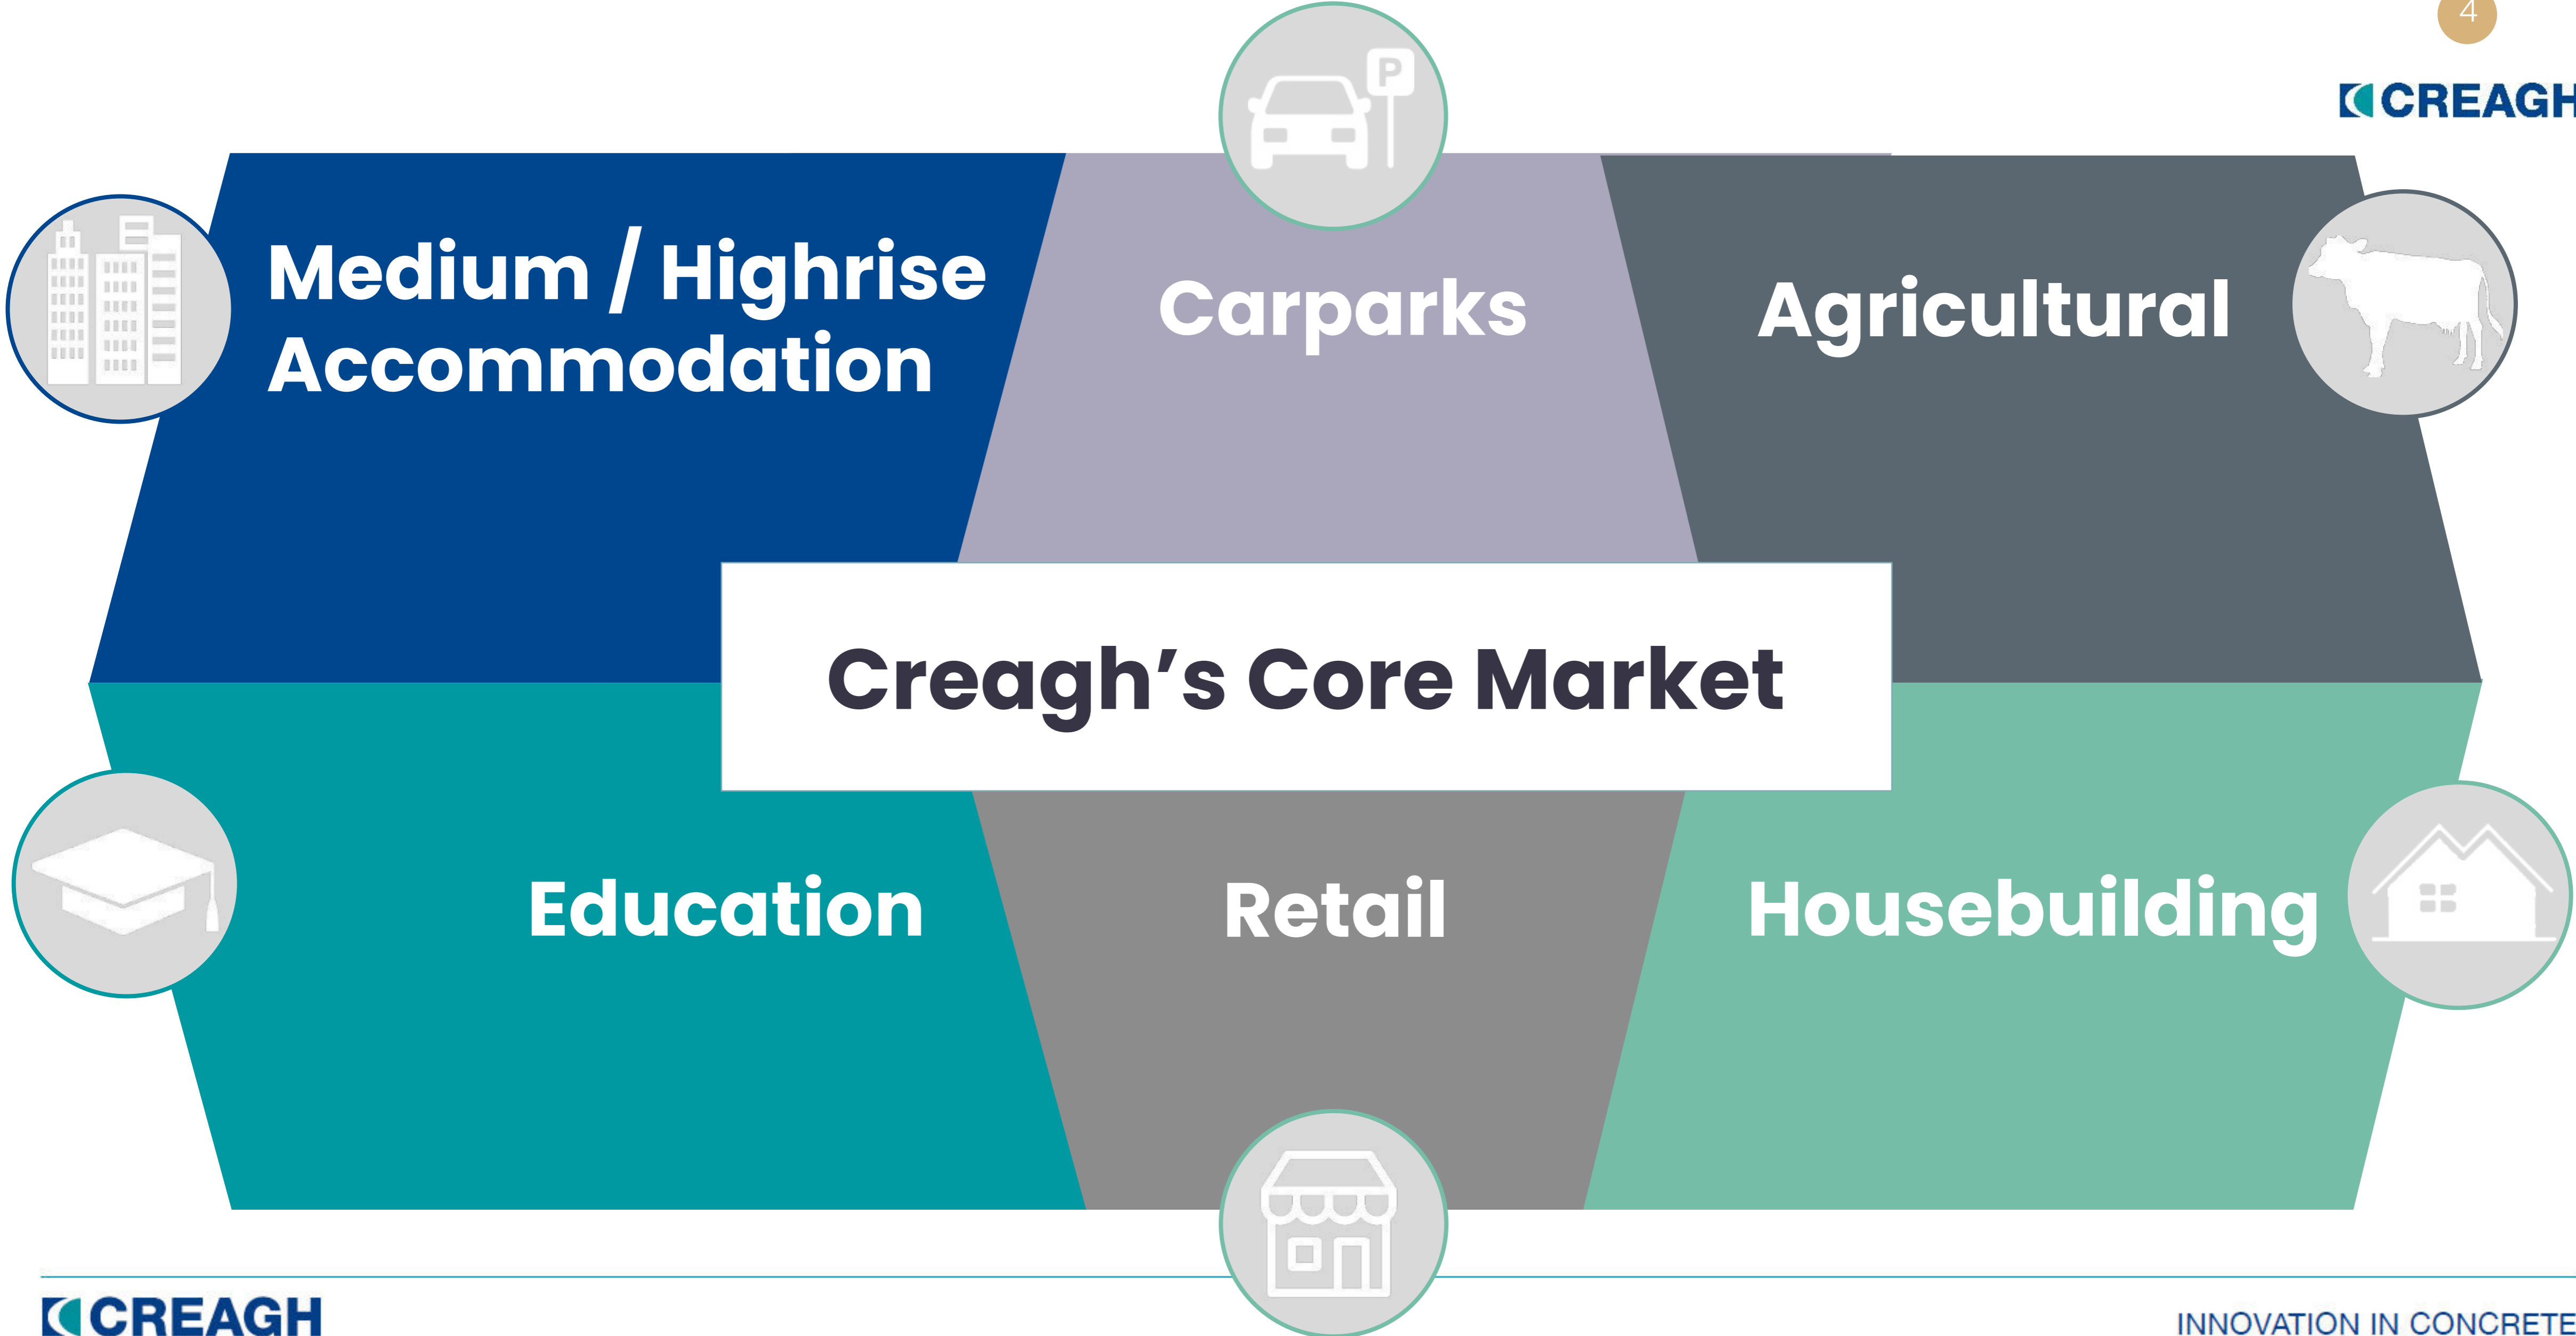 4
CREAGH
P
Medium / Highrise
Accommodation
Carparks
Agricultural
Creagh’s Core Market
Education
Retail
Housebuilding
CREAGH
INNOVATION IN CONCRETE